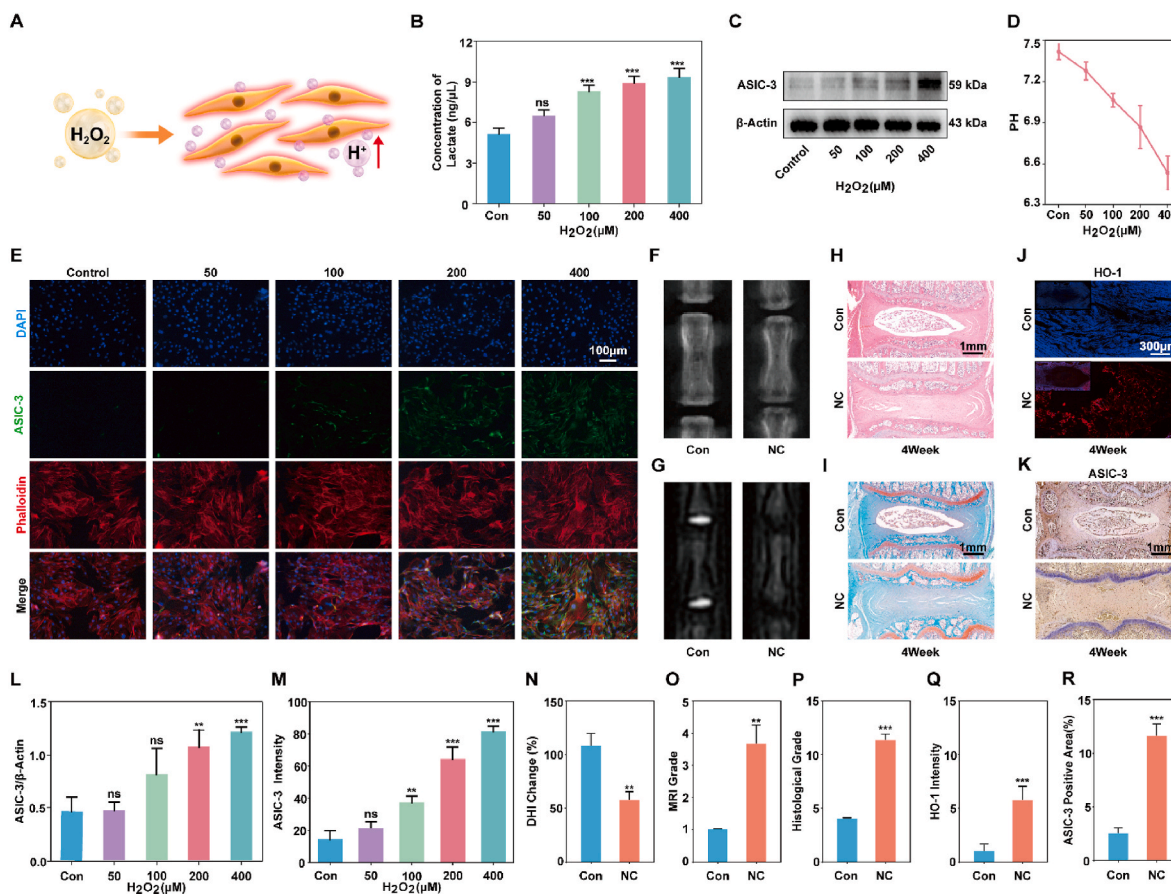 A
H₂O₂
H⁺
B
Concentration of
Lactate (ng/μL)
12
9
6
3
0
ns
***
***
***
Con
50
100
200
400
H₂O₂(μM)
C
ASIC-3
59 kDa
β-Actin
43 kDa
Control
50
100
200
400
H₂O₂(μM)
D
PH
7.5
7.2
6.9
6.6
6.3
Con
50
100
200
H₂O₂(μM)
E
Control
50
100
200
400
DAPI
100μm
ASIC-3
Phalloidin
Merge
F
Con
NC
G
Con
NC
H
Con
1mm
NC
4Week
I
Con
1mm
NC
4Week
J
HO-1
Con
300μm
NC
4Week
K
ASIC-3
Con
1mm
NC
4Week
L
ASIC-3/β-Actin
1.5
1.0
0.5
0.0
ns
ns
**
***
Con
50
100
200
400
H₂O₂(μM)
M
ASIC-3 Intensity
100
80
60
40
20
0
ns
**
***
***
Con
50
100
200
400
H₂O₂(μM)
N
DHI Change (%)
150
100
50
0
**
Con
NC
O
MRI Grade
5
4
3
2
1
0
**
Con
NC
P
Histological Grade
15
10
5
0
***
Con
NC
Q
HO-1 Intensity
15
10
5
0
***
Con
NC
R
ASIC-3 Positive Area(%)
15
10
5
0
***
Con
NC